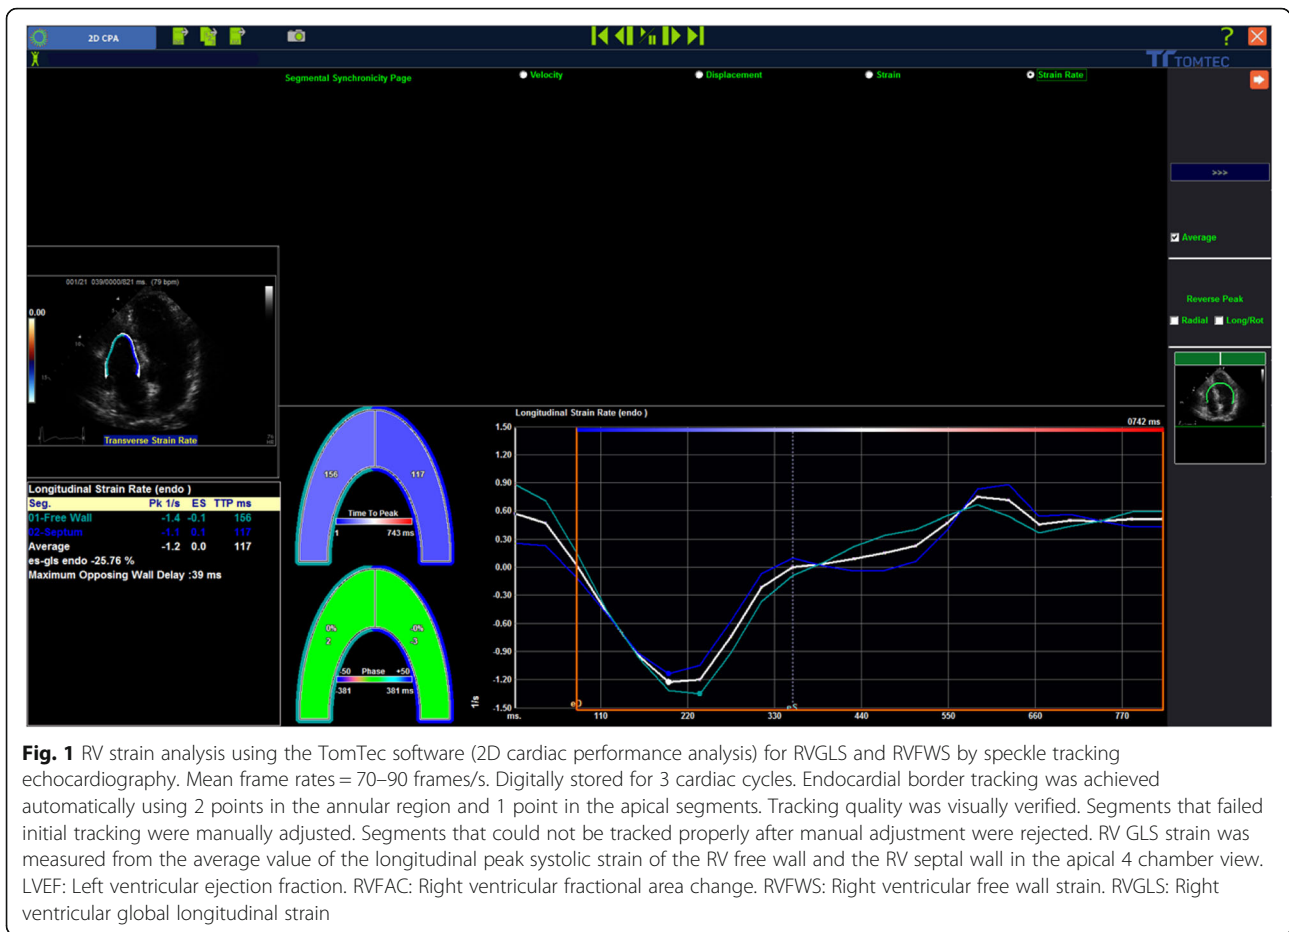 2D CPA
?
TOMTEC
Segmental Synchronicity Page
Velocity
Displacement
Strain
Strain Rate
>>>
Average
Reverse Peak
Radial Long/Rot
001/21 039/0000/821 ms. (79 bpm)
0.00
Transverse Strain Rate
Longitudinal Strain Rate (endo )
Seg. Pk 1/s ES TTP ms
01-Free Wall -1.4 -0.1 156
02-Septum -1.1 0.1 117
Average -1.2 0.0 117
es-gls endo -25.76 %
Maximum Opposing Wall Delay :39 ms
156 117
Time To Peak
1 743 ms
0% -0%
2 -3
-50 Phase +50
-381 381 ms
Longitudinal Strain Rate (endo )
0742 ms
1.50
1.20
0.90
0.60
0.30
0.00
-0.30
-0.60
-0.90
-1.20
-1.50
1/s
eD
eS
ms. 110 220 330 440 550 660 770
Fig. 1 RV strain analysis using the TomTec software (2D cardiac performance analysis) for RVGLS and RVFWS by speckle tracking
echocardiography. Mean frame rates = 70–90 frames/s. Digitally stored for 3 cardiac cycles. Endocardial border tracking was achieved
automatically using 2 points in the annular region and 1 point in the apical segments. Tracking quality was visually verified. Segments that failed
initial tracking were manually adjusted. Segments that could not be tracked properly after manual adjustment were rejected. RV GLS strain was
measured from the average value of the longitudinal peak systolic strain of the RV free wall and the RV septal wall in the apical 4 chamber view.
LVEF: Left ventricular ejection fraction. RVFAC: Right ventricular fractional area change. RVFWS: Right ventricular free wall strain. RVGLS: Right
ventricular global longitudinal strain